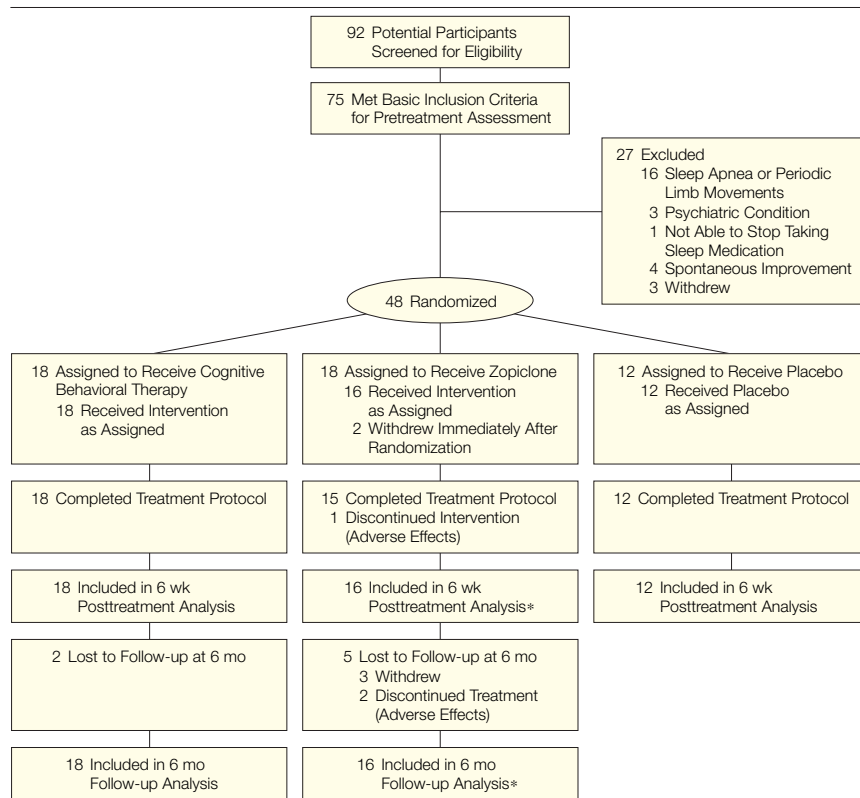 92 Potential Participants
Screened for Eligibility
75 Met Basic Inclusion Criteria
for Pretreatment Assessment
27 Excluded
16 Sleep Apnea or Periodic
Limb Movements
3 Psychiatric Condition
1 Not Able to Stop Taking
Sleep Medication
4 Spontaneous Improvement
3 Withdrew
48 Randomized
18 Assigned to Receive Cognitive
Behavioral Therapy
18 Received Intervention
as Assigned
18 Assigned to Receive Zopiclone
16 Received Intervention
as Assigned
2 Withdrew Immediately After
Randomization
12 Assigned to Receive Placebo
12 Received Placebo
as Assigned
18 Completed Treatment Protocol
15 Completed Treatment Protocol
1 Discontinued Intervention
(Adverse Effects)
12 Completed Treatment Protocol
18 Included in 6 wk
Posttreatment Analysis
16 Included in 6 wk
Posttreatment Analysis*
12 Included in 6 wk
Posttreatment Analysis
2 Lost to Follow-up at 6 mo
5 Lost to Follow-up at 6 mo
3 Withdrew
2 Discontinued Treatment
(Adverse Effects)
18 Included in 6 mo
Follow-up Analysis
16 Included in 6 mo
Follow-up Analysis*